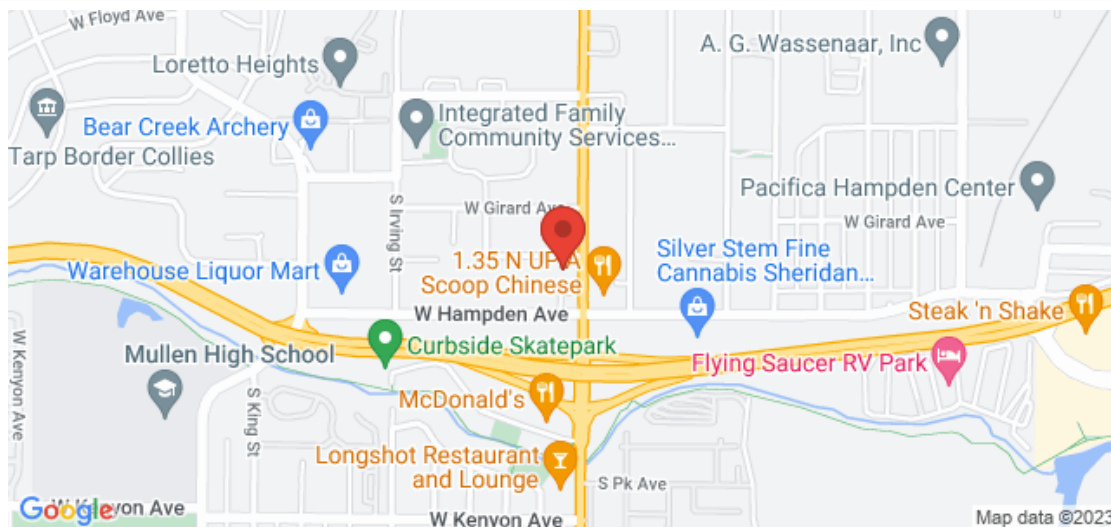 W Floyd Ave
A. G. Wassenaar, Inc
Loretto Heights
Integrated Family
Community Services...
Bear Creek Archery
Tarp Border Collies
Pacifica Hampden Center
S Irving St
W Girard Ave
W Girard Ave
1.35 N UP A
Scoop Chinese
Silver Stem Fine
Cannabis Sheridan...
Warehouse Liquor Mart
W Hampden Ave
Steak 'n Shake
Curbside Skatepark
Mullen High School
Flying Saucer RV Park
W Kenyon Ave
S King St
McDonald's
Longshot Restaurant
and Lounge
S Pk Ave
W Kenyon Ave
Google
W Kenyon Ave
Map data ©2023